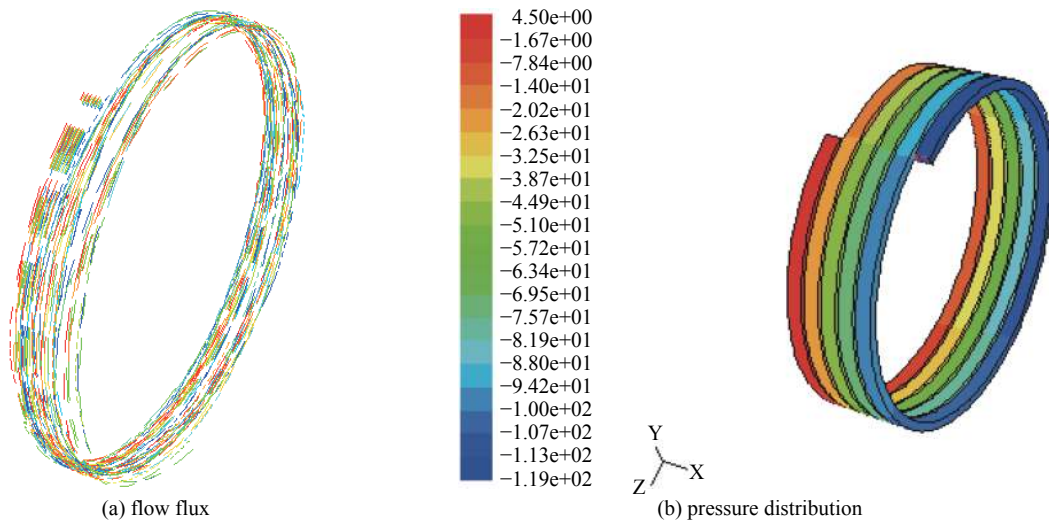 4.50e+00
−1.67e+00
−7.84e+00
−1.40e+01
−2.02e+01
−2.63e+01
−3.25e+01
−3.87e+01
−4.49e+01
−5.10e+01
−5.72e+01
−6.34e+01
−6.95e+01
−7.57e+01
−8.19e+01
−8.80e+01
−9.42e+01
−1.00e+02
−1.07e+02
−1.13e+02
−1.19e+02
Y
X
Z
(a) flow flux
(b) pressure distribution